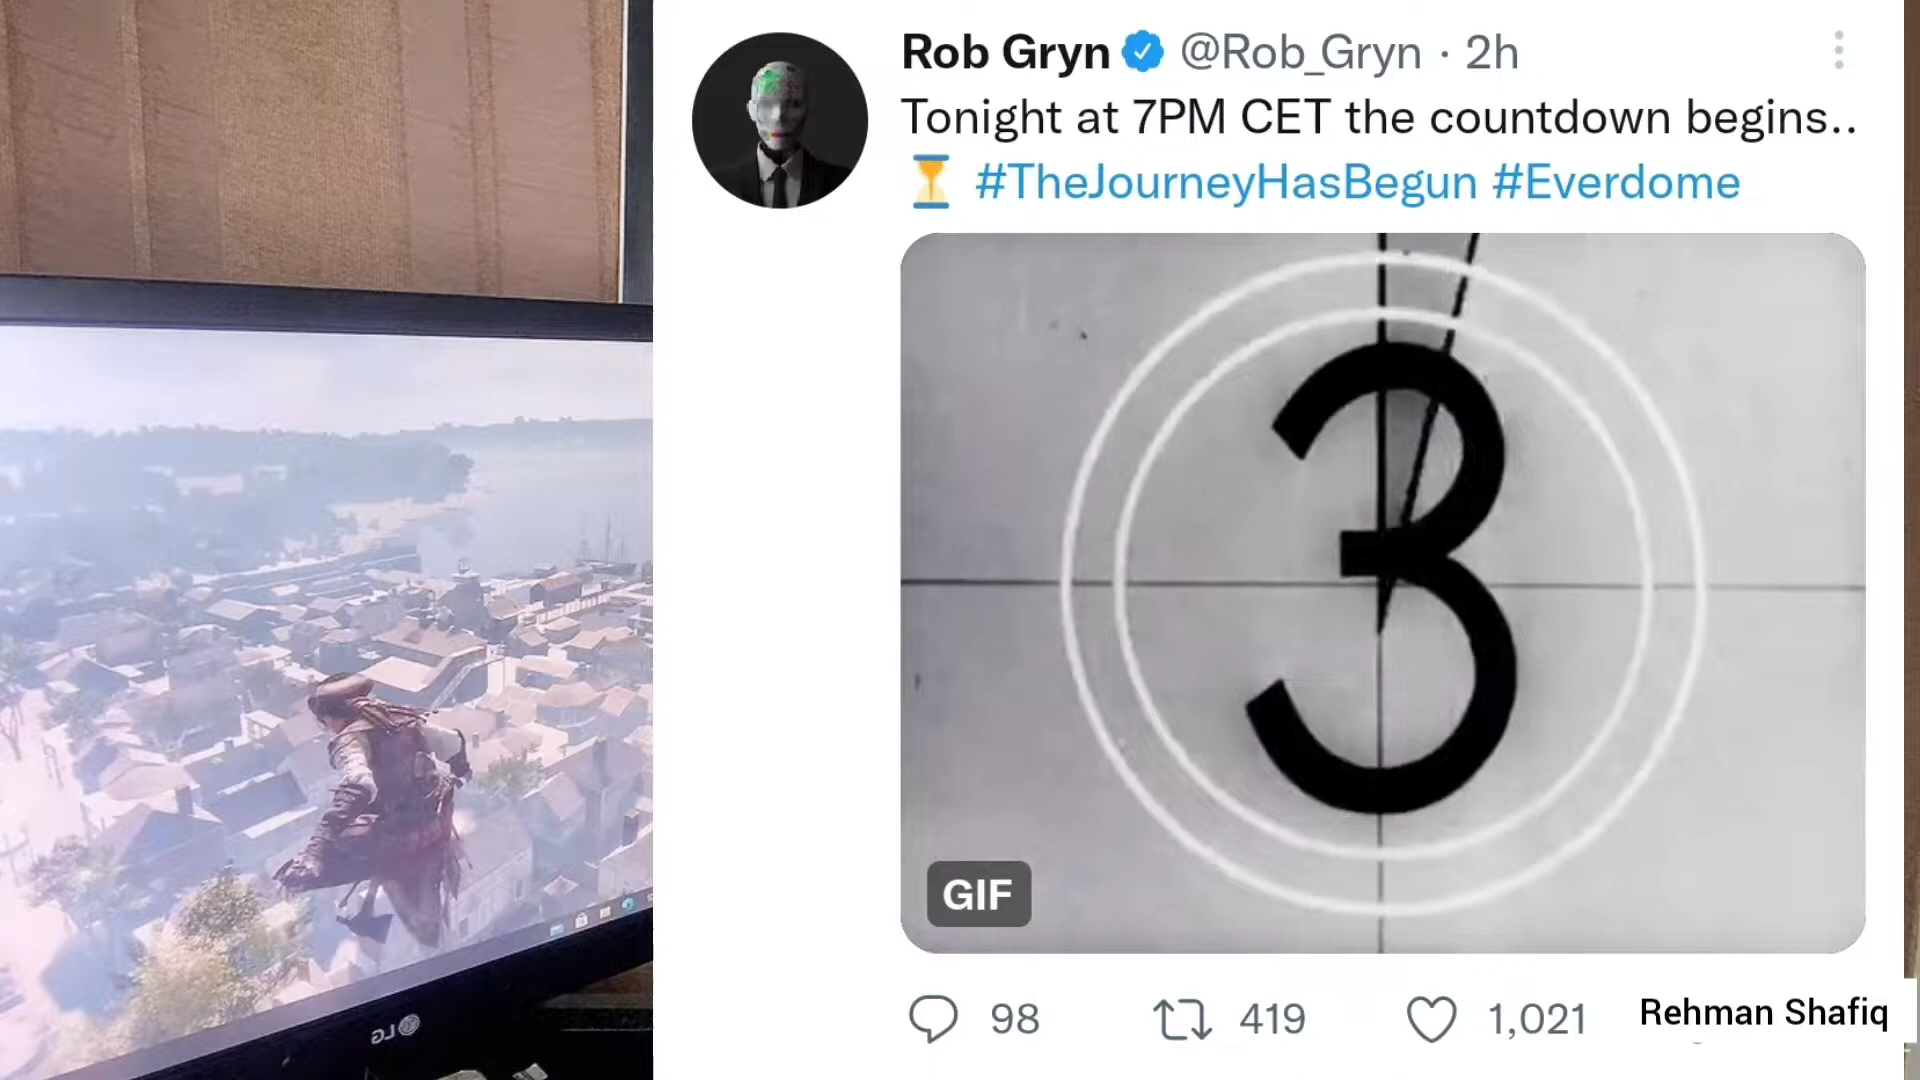 Rob Gryn @Rob_Gryn · 2h
Tonight at 7PM CET the countdown begins..
⏳ #TheJourneyHasBegun #Everdome
3
GIF
98 419 1,021
Rehman Shafiq
LG